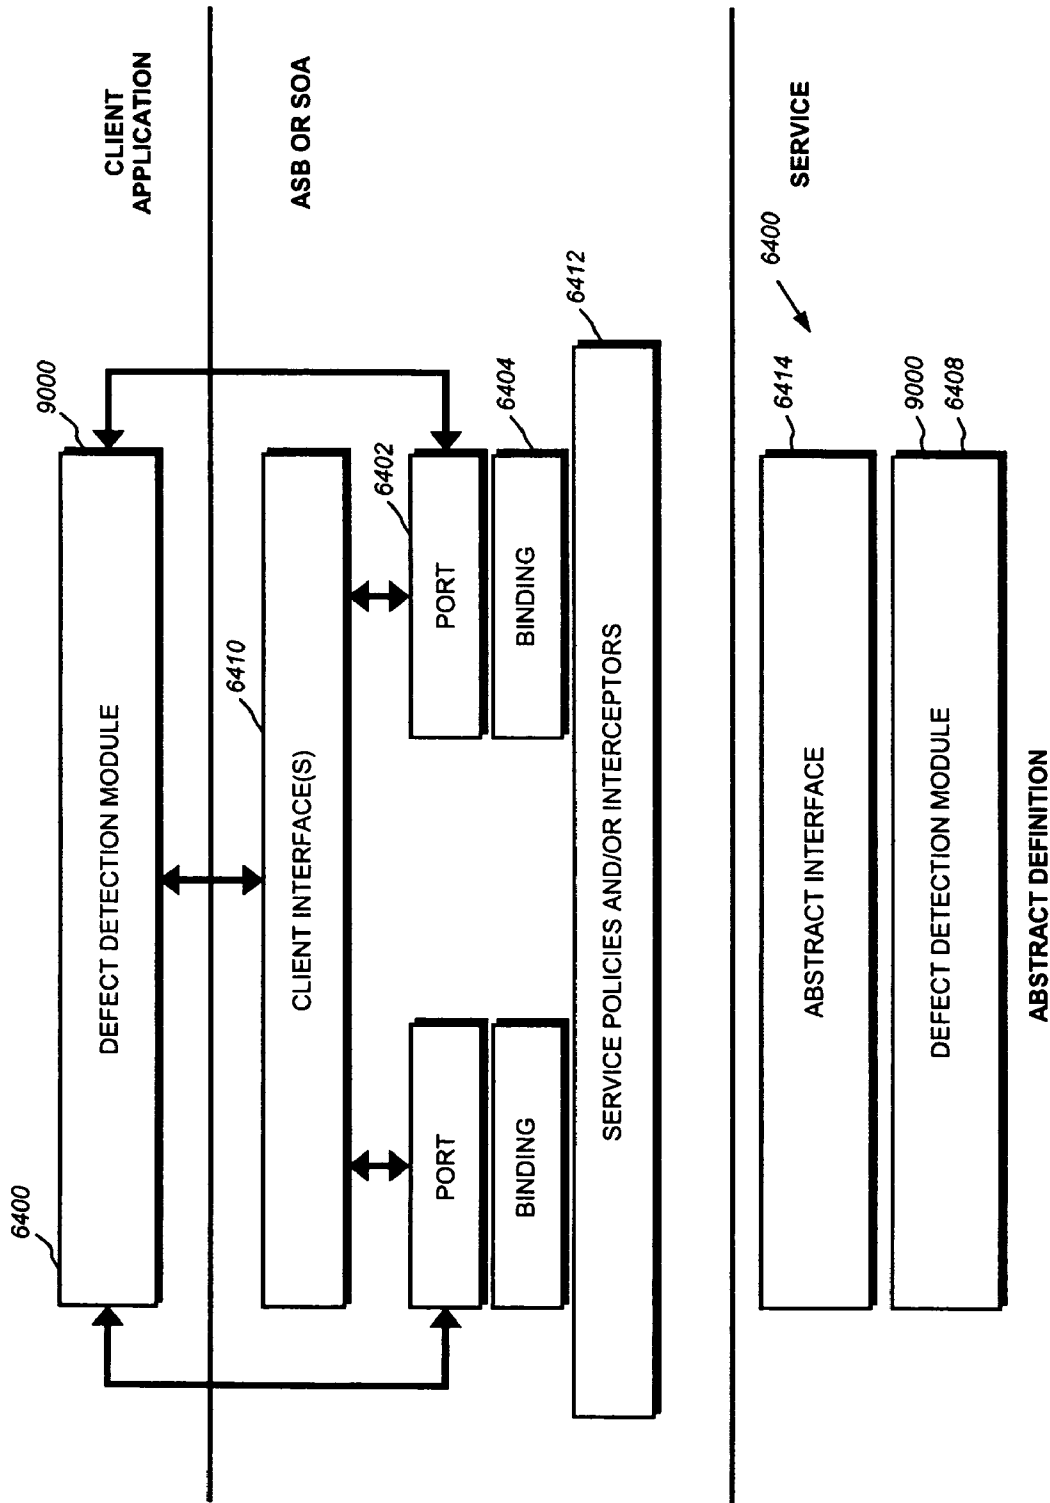 CLIENT
APPLICATION
6400
9000
DEFECT DETECTION MODULE
ASB OR SOA
6410
CLIENT INTERFACE(S)
6402
PORT
PORT
6404
BINDING
BINDING
6412
SERVICE POLICIES AND/OR INTERCEPTORS
SERVICE
6400
6414
ABSTRACT INTERFACE
9000
6408
DEFECT DETECTION MODULE
ABSTRACT DEFINITION